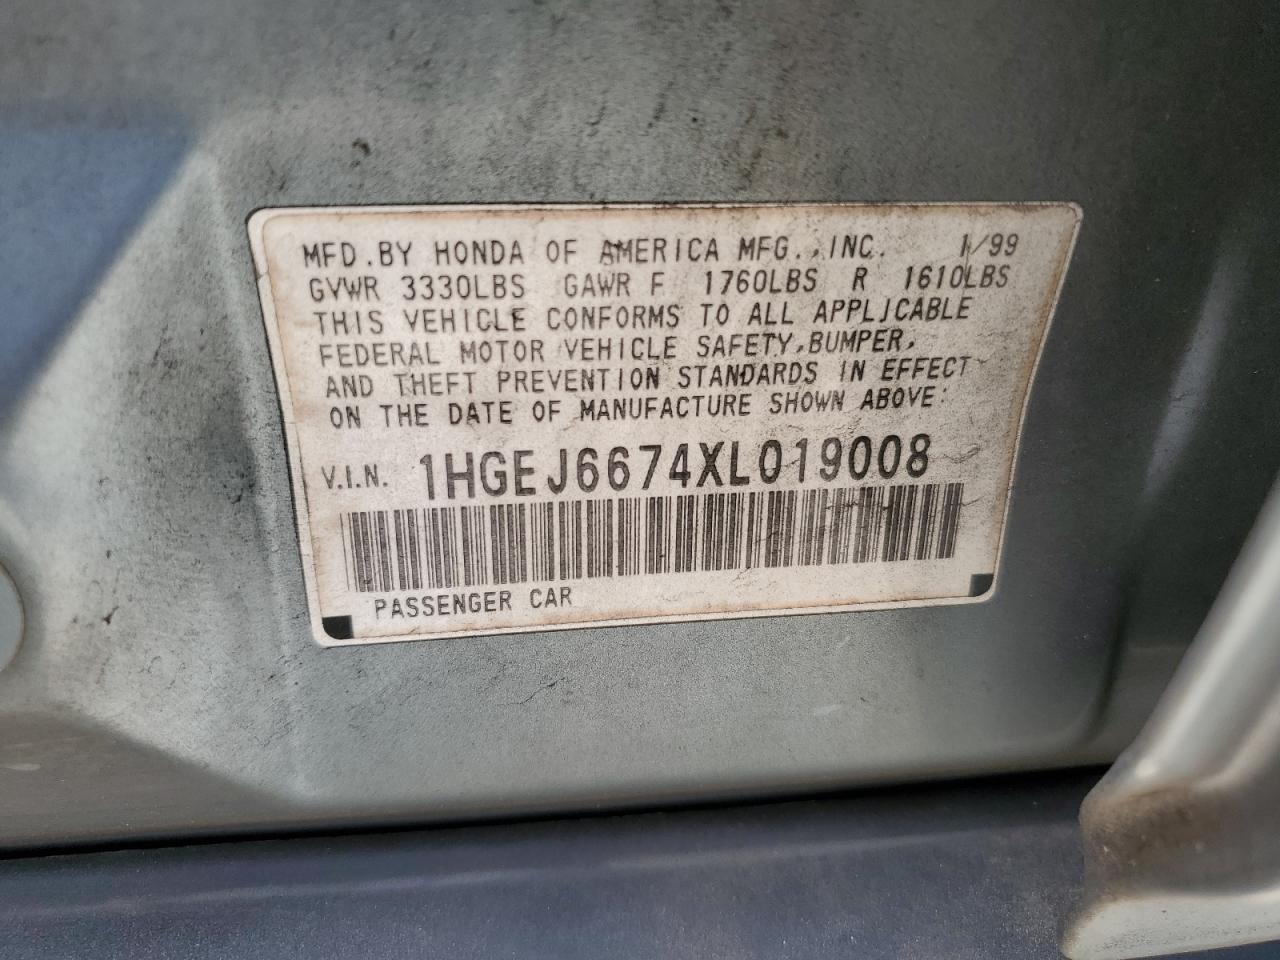 MFD.BY HONDA OF AMERICA MFG.,INC. 1/99
GVWR 3330LBS GAWR F 1760LBS R 1610LBS
THIS VEHICLE CONFORMS TO ALL APPLICABLE
FEDERAL MOTOR VEHICLE SAFETY,BUMPER,
AND THEFT PREVENTION STANDARDS IN EFFECT
ON THE DATE OF MANUFACTURE SHOWN ABOVE:
V.I.N. 1HGEJ6674XL019008
PASSENGER CAR